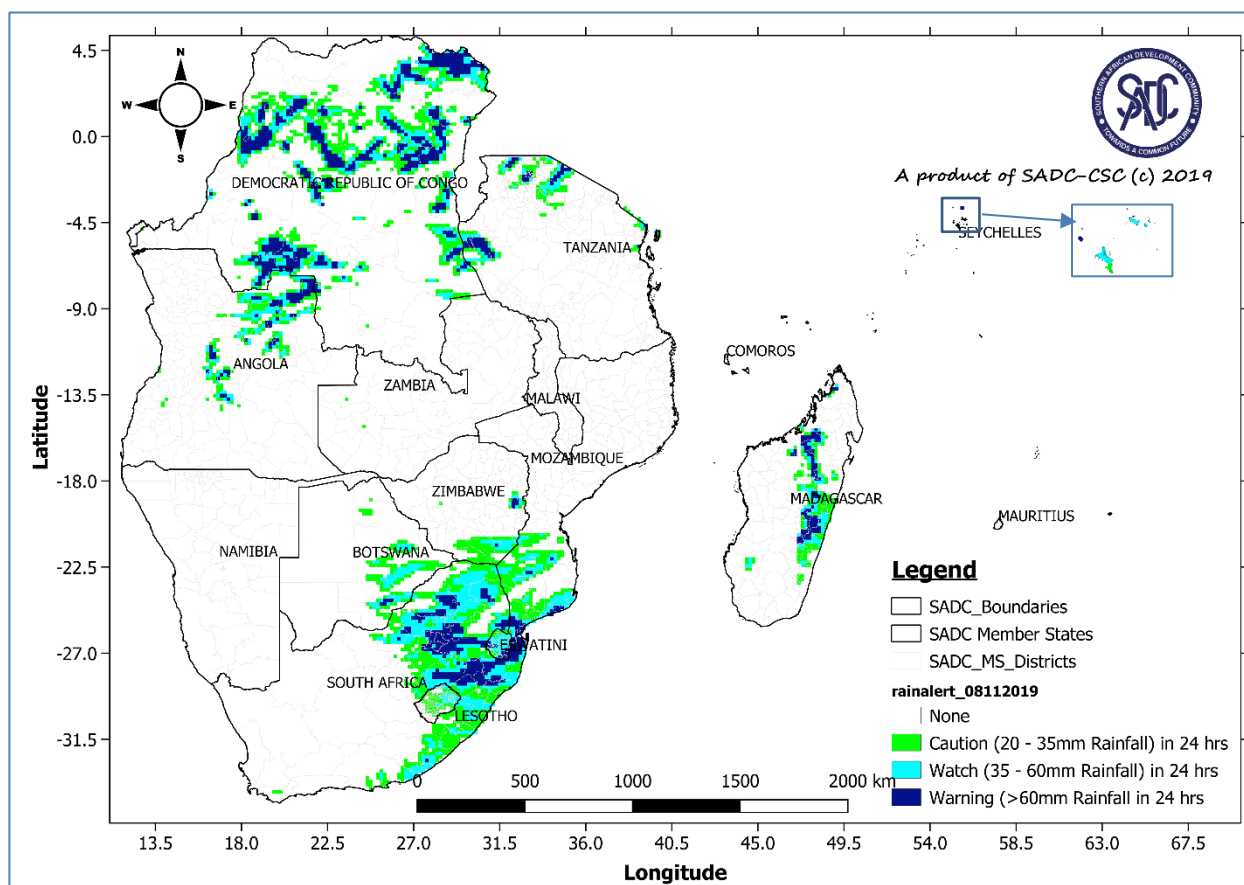 N
W
E
S
SOUTHERN AFRICAN DEVELOPMENT COMMUNITY
SADC
TOWARDS A COMMON FUTURE
A product of SADC-CSC (c) 2019
4.5
0.0
-4.5
-9.0
-13.5
-18.0
-22.5
-27.0
-31.5
Latitude
DEMOCRATIC REPUBLIC OF CONGO
TANZANIA
SEYCHELLES
ANGOLA
ZAMBIA
MALAWI
COMOROS
MOZAMBIQUE
ZIMBABWE
MADAGASCAR
MAURITIUS
NAMIBIA
BOTSWANA
ESWATINI
SOUTH AFRICA
LESOTHO
Legend
SADC_Boundaries
SADC Member States
SADC_MS_Districts
rainalert_08112019
None
Caution (20 - 35mm Rainfall) in 24 hrs
Watch (35 - 60mm Rainfall) in 24 hrs
Warning (>60mm Rainfall in 24 hrs
0 500 1000 1500 2000 km
13.5 18.0 22.5 27.0 31.5 36.0 40.5 45.0 49.5 54.0 58.5 63.0 67.5
Longitude